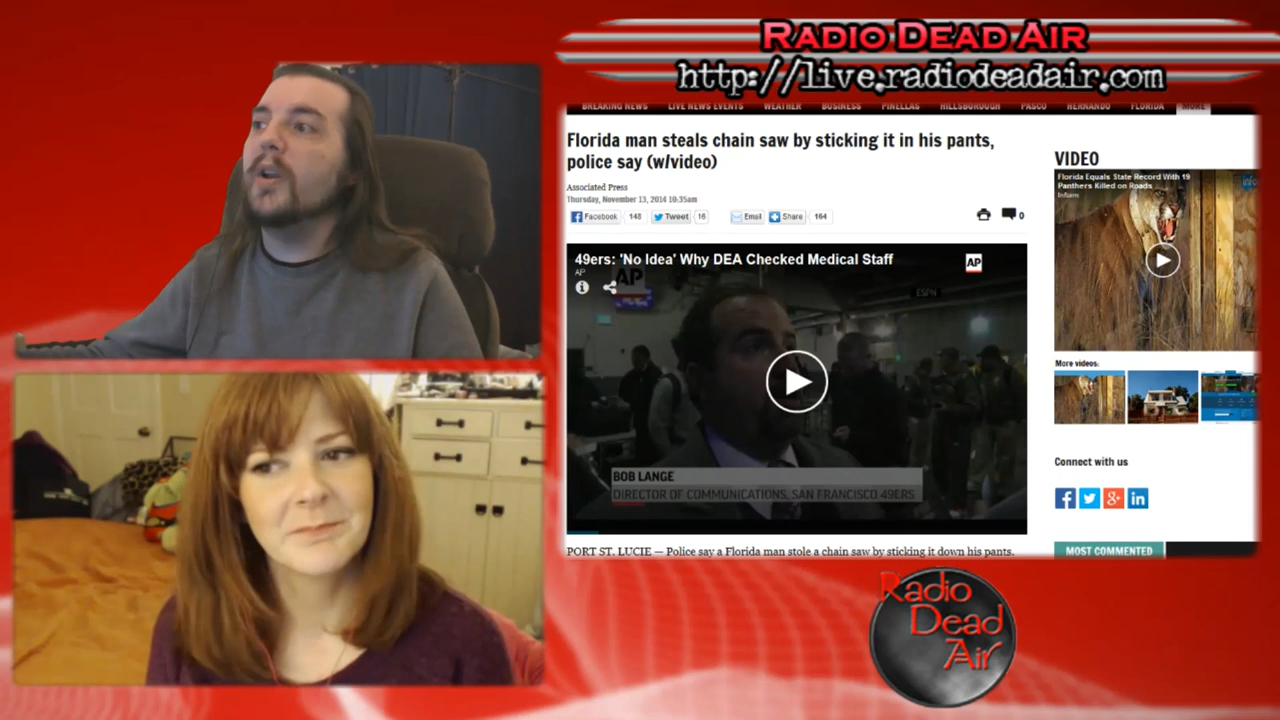 RADIO DEAD AIR
http://live.radiodeadair.com
BREAKING NEWS LIVE NEWS EVENTS WEATHER BUSINESS PINELLAS HILLSBOROUGH PASCO HERNANDO FLORIDA MORE
Florida man steals chain saw by sticking it in his pants,
police say (w/video)
Associated Press
Thursday, November 13, 2014 10:35am
Facebook 148 Tweet 16 Email Share 164 0
49ers: 'No Idea' Why DEA Checked Medical Staff
AP
AP
AP
ESPN
BOB LANGE
DIRECTOR OF COMMUNICATIONS, SAN FRANCISCO 49ERS
PORT ST. LUCIE — Police say a Florida man stole a chain saw by sticking it down his pants.
VIDEO
Florida Equals State Record With 19
Panthers Killed on Roads
More videos:
Connect with us
MOST COMMENTED
Radio
Dead
Air